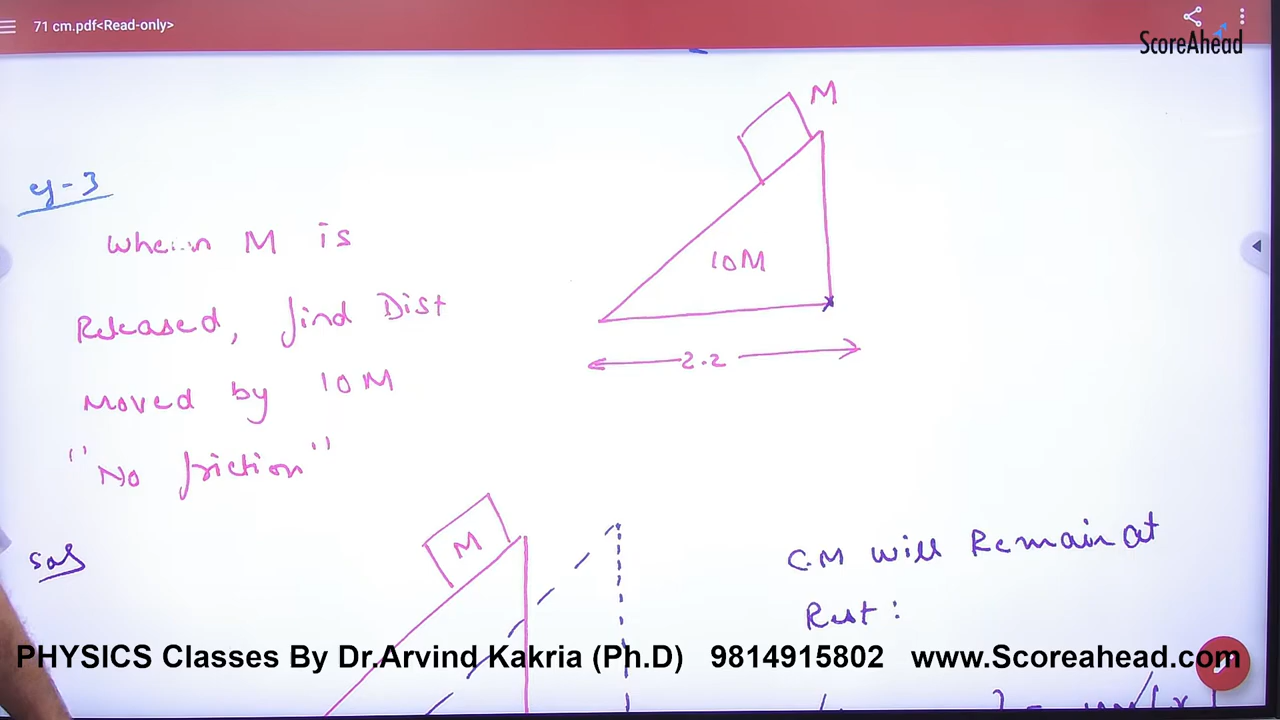 71 cm.pdf<Read-only>
ScoreAhead
M
eg-3
When M is
10M
Released, find Dist
2.2
Moved by 10M
"No friction"
M
Sol
C.M will Remain at
Rest:
PHYSICS Classes By Dr.Arvind Kakria (Ph.D) 9814915802 www.Scoreahead.com